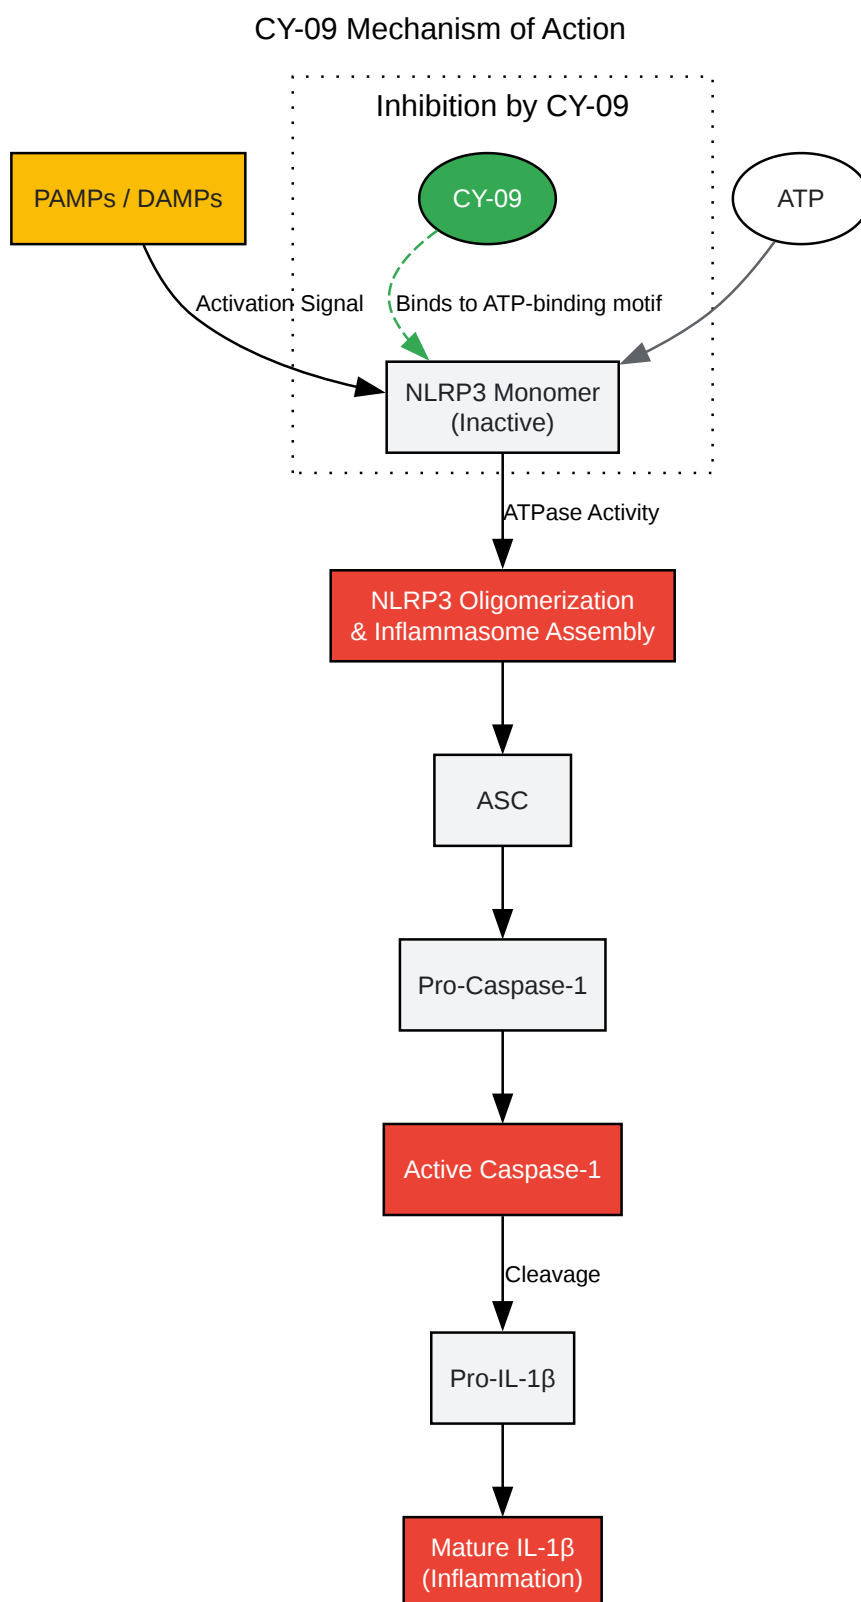 CY-09 Mechanism of Action
Inhibition by CY-09
PAMPs / DAMPs
CY-09
ATP
Activation Signal
Binds to ATP-binding motif
NLRP3 Monomer
(Inactive)
ATPase Activity
NLRP3 Oligomerization
& Inflammasome Assembly
ASC
Pro-Caspase-1
Active Caspase-1
Cleavage
Pro-IL-1β
Mature IL-1β
(Inflammation)